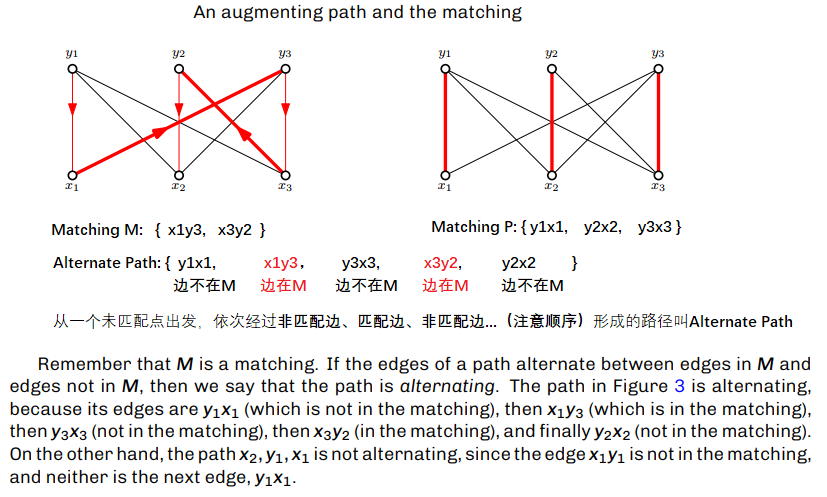 An augmenting path and the matching
y1 y2 y3 y1 y2 y3
x1 x2 x3 x1 x2 x3
Matching M: { x1y3, x3y2 }
Matching P: { y1x1, y2x2, y3x3 }
Alternate Path: { y1x1, x1y3, y3x3, x3y2, y2x2 }
边不在M 边在M 边不在M 边在M 边不在M
从一个未匹配点出发，依次经过非匹配边、匹配边、非匹配边...（注意顺序）形成的路径叫Alternate Path
Remember that M is a matching. If the edges of a path alternate between edges in M and
edges not in M, then we say that the path is alternating. The path in Figure 3 is alternating,
because its edges are y1x1 (which is not in the matching), then x1y3 (which is in the matching),
then y3x3 (not in the matching), then x3y2 (in the matching), and finally y2x2 (not in the matching).
On the other hand, the path x2, y1, x1 is not alternating, since the edge x1y1 is not in the matching,
and neither is the next edge, y1x1.